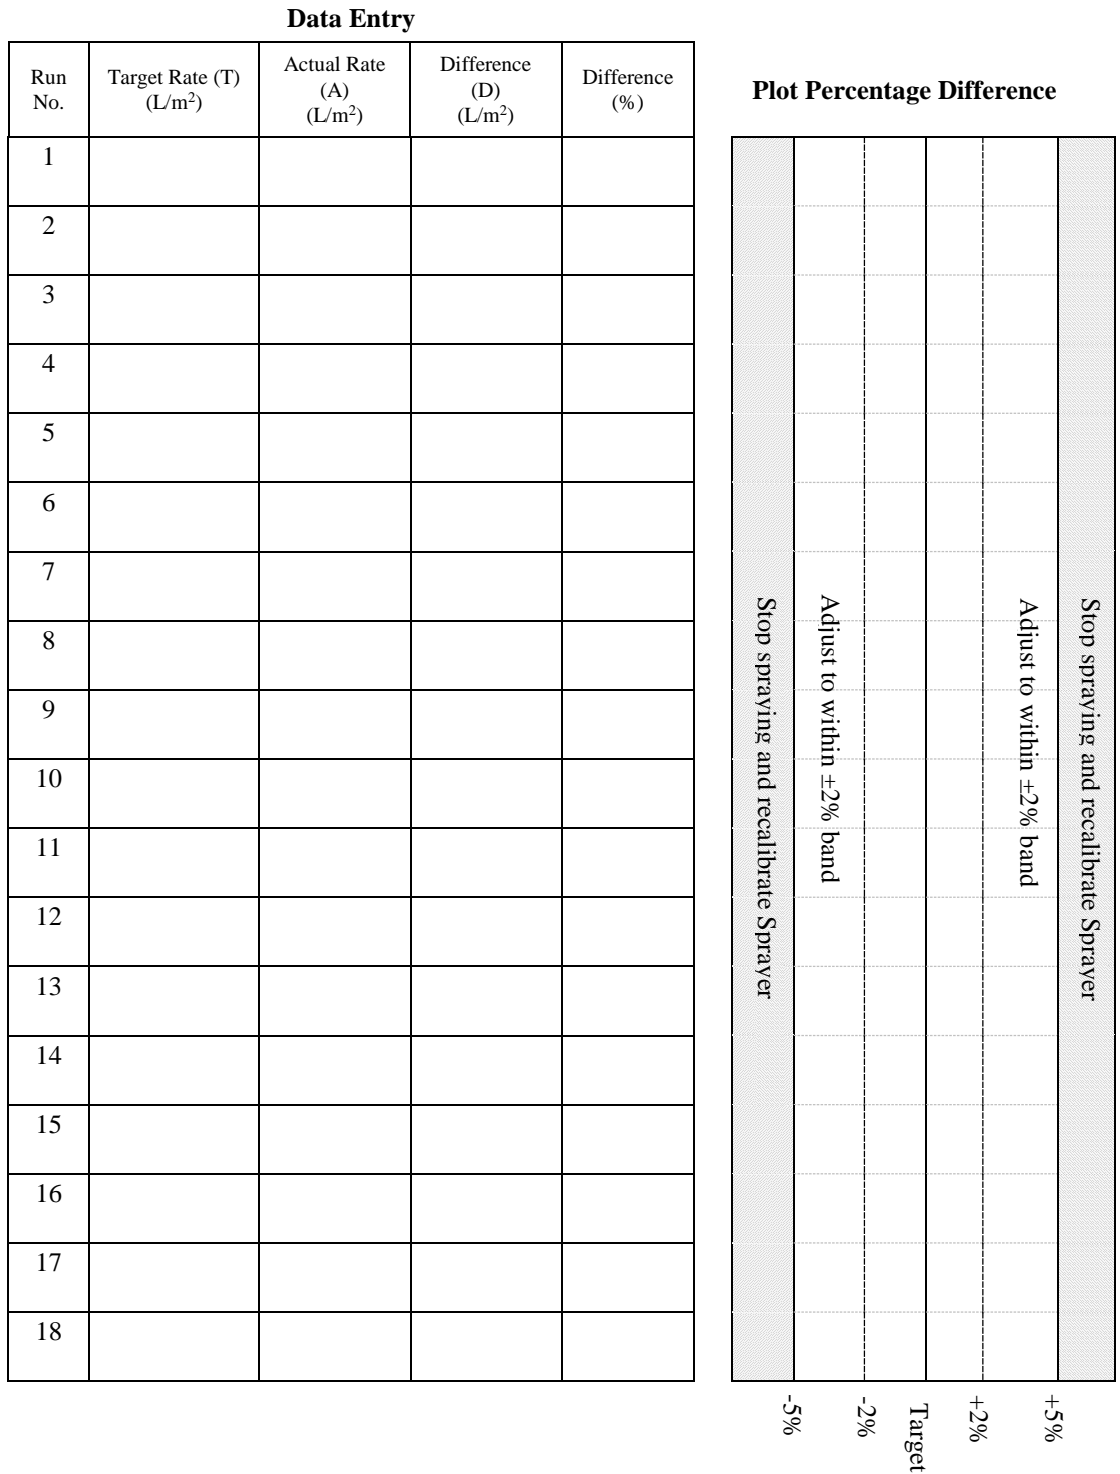 Data Entry
Run
No.
Target Rate (T)
(L/m²)
Actual Rate
(A)
(L/m²)
Difference
(D)
(L/m²)
Difference
(%)
1
2
3
4
5
6
7
8
9
10
11
12
13
14
15
16
17
18
Plot Percentage Difference
Stop spraying and recalibrate Sprayer
Adjust to within ±2% band
Adjust to within ±2% band
Stop spraying and recalibrate Sprayer
-5%
-2%
Target
+2%
+5%